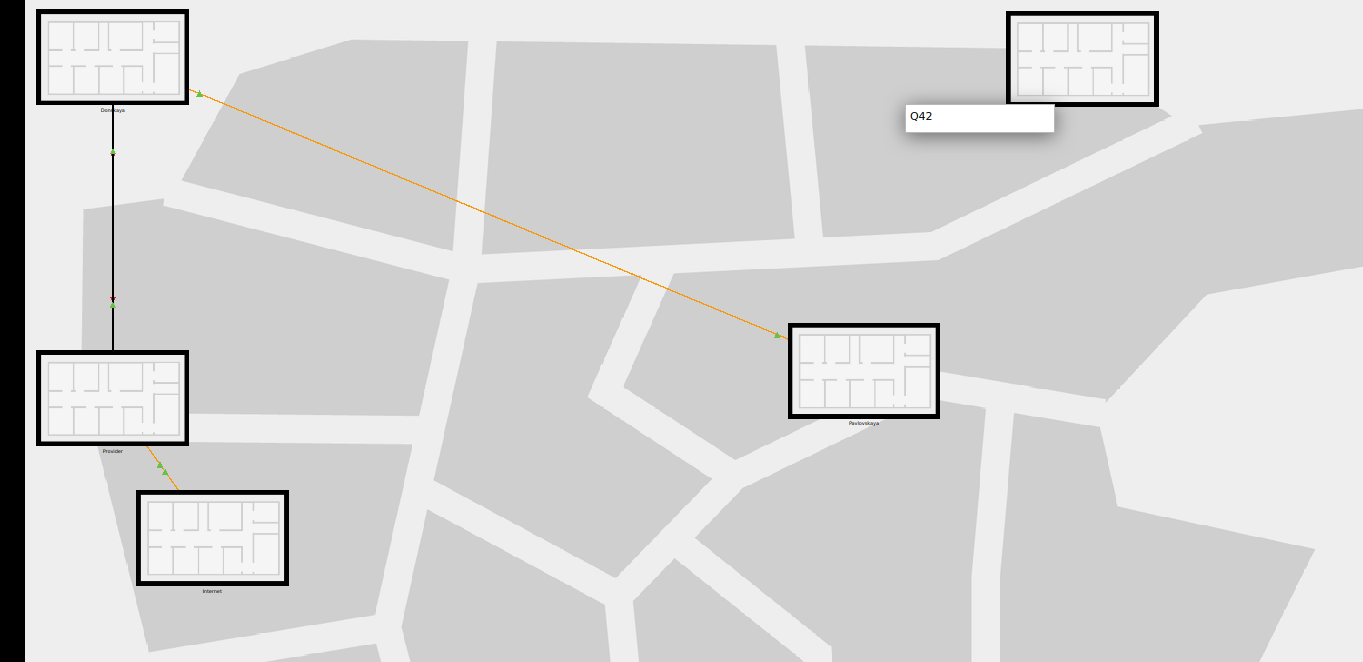 Donskaya
Q42
Pavlovskaya
Provider
Internet